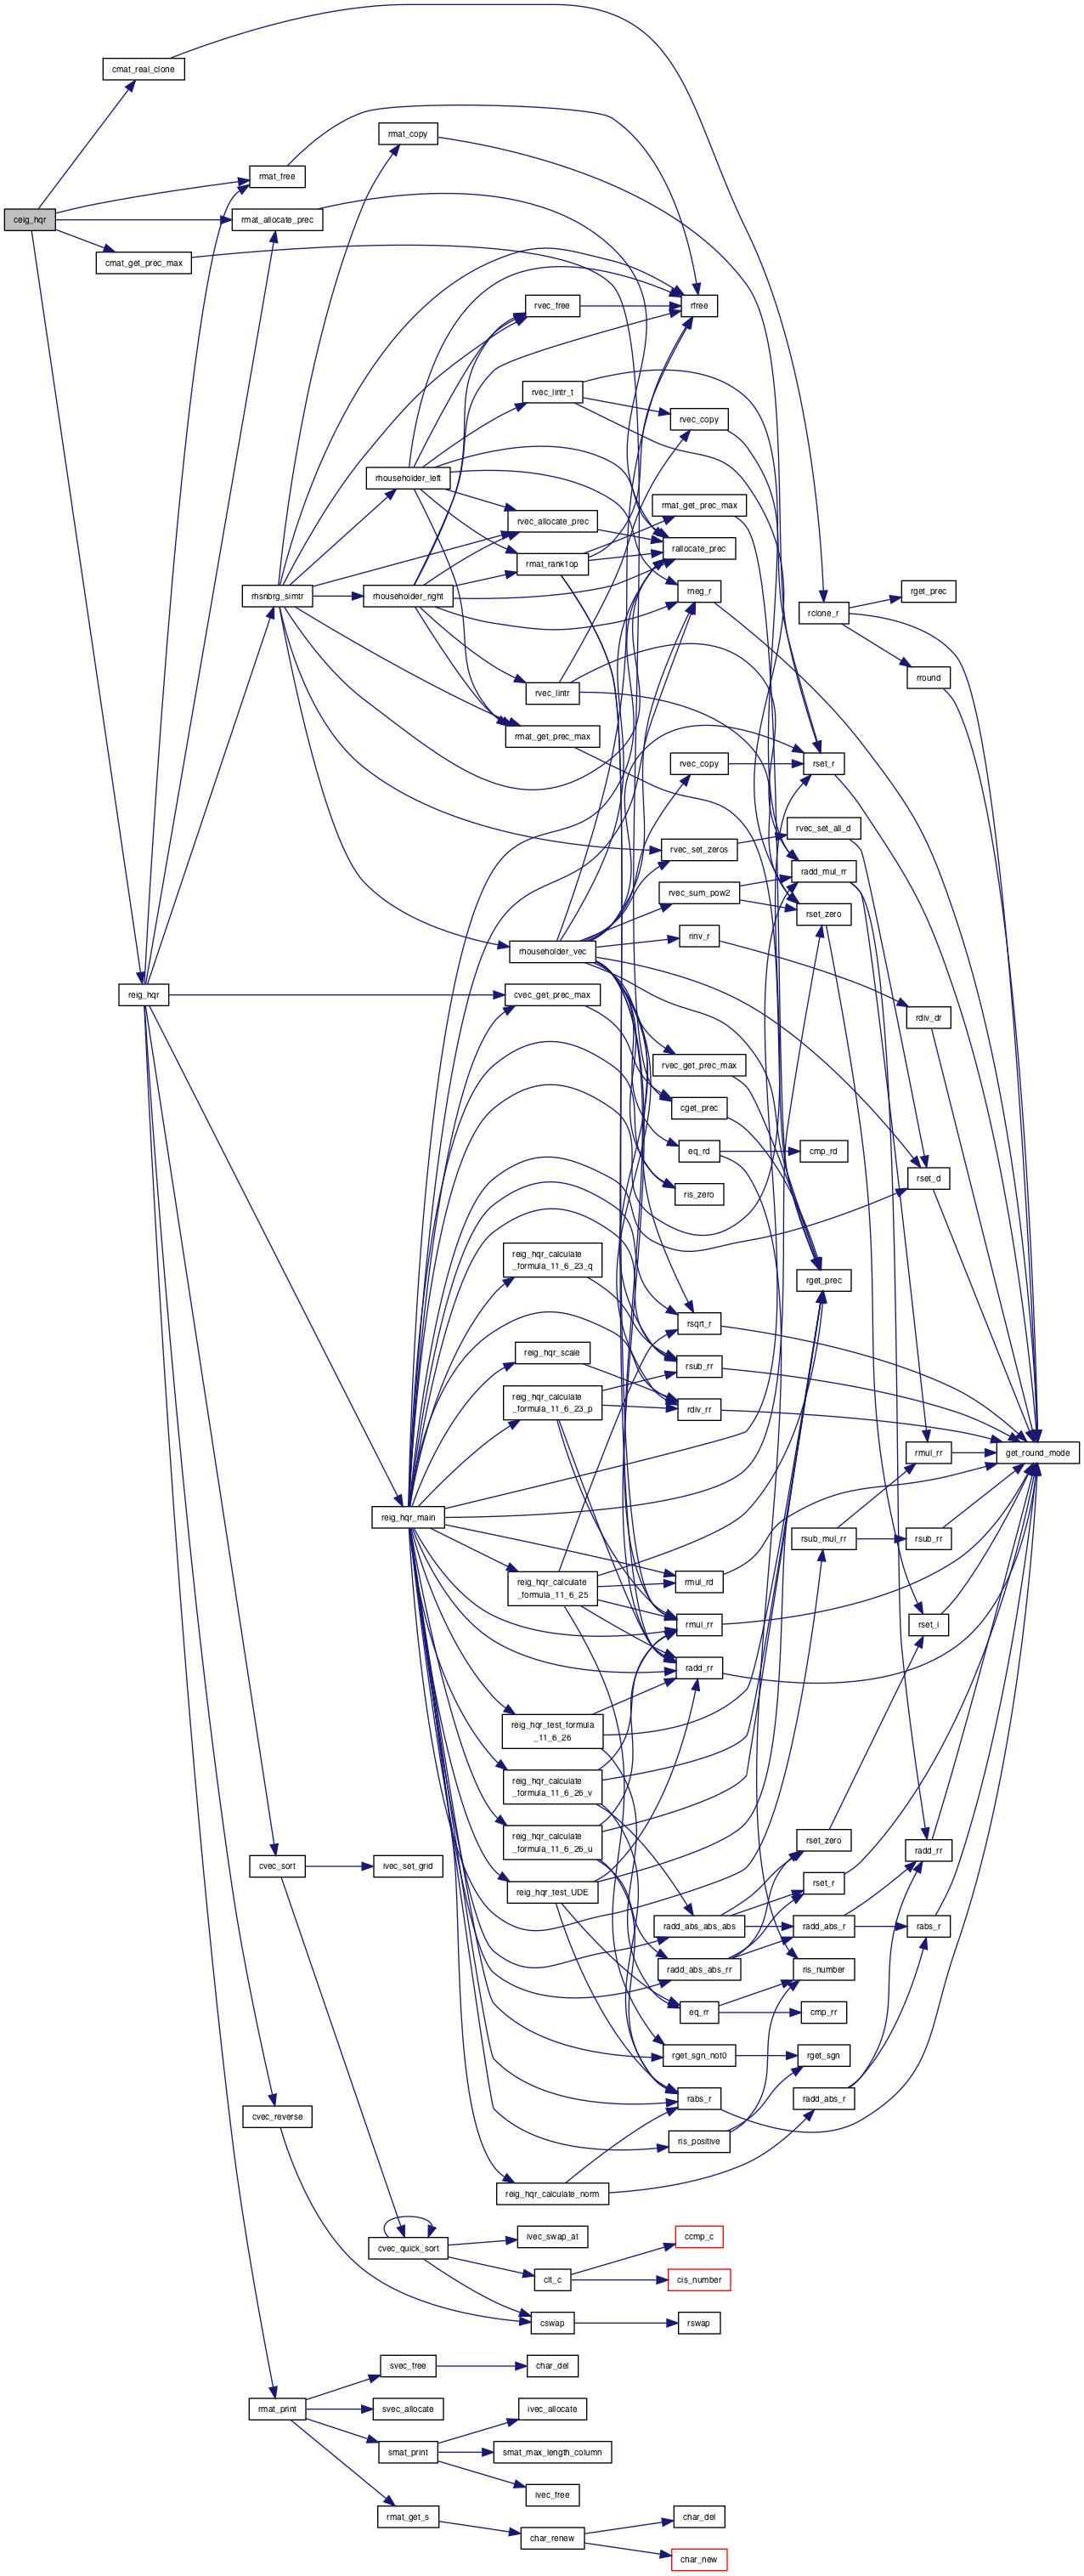 cmat_real_clone
rmat_copy
rmat_free
ceig_hqr
rmat_allocate_prec
cmat_get_prec_max
rvec_free
rfree
rvec_lintr_t
rvec_copy
rhouseholder_left
rmat_get_prec_max
rvec_allocate_prec
rallocate_prec
rmat_rank1op
rhsnbrg_simtr
rhouseholder_right
rneg_r
rget_prec
rclone_r
rround
rvec_lintr
rmat_get_prec_max
rvec_copy
rset_r
rvec_set_all_d
rvec_set_zeros
radd_mul_rr
rvec_sum_pow2
rset_zero
rinv_r
rhouseholder_vec
reig_hqr
cvec_get_prec_max
rdiv_dr
rvec_get_prec_max
cget_prec
eq_rd
cmp_rd
ris_zero
rset_d
reig_hqr_calculate
_formula_11_6_23_q
rget_prec
rsqrt_r
reig_hqr_scale
rsub_rr
reig_hqr_calculate
_formula_11_6_23_p
rdiv_rr
rmul_rr
get_round_mode
reig_hqr_main
rsub_mul_rr
rsub_rr
reig_hqr_calculate
_formula_11_6_25
rmul_rd
rmul_rr
rset_i
radd_rr
reig_hqr_test_formula
_11_6_26
reig_hqr_calculate
_formula_11_6_26_v
reig_hqr_calculate
_formula_11_6_26_u
rset_zero
radd_rr
cvec_sort
ivec_set_grid
reig_hqr_test_UDE
rset_r
radd_abs_abs_abs
radd_abs_r
rabs_r
radd_abs_abs_rr
ris_number
eq_rr
cmp_rr
rget_sgn_not0
rget_sgn
rabs_r
radd_abs_r
cvec_reverse
ris_positive
reig_hqr_calculate_norm
cvec_quick_sort
ivec_swap_at
ccmp_c
clt_c
cis_number
cswap
rswap
svec_free
char_del
rmat_print
svec_allocate
ivec_allocate
smat_print
smat_max_length_column
ivec_free
rmat_get_s
char_del
char_renew
char_new